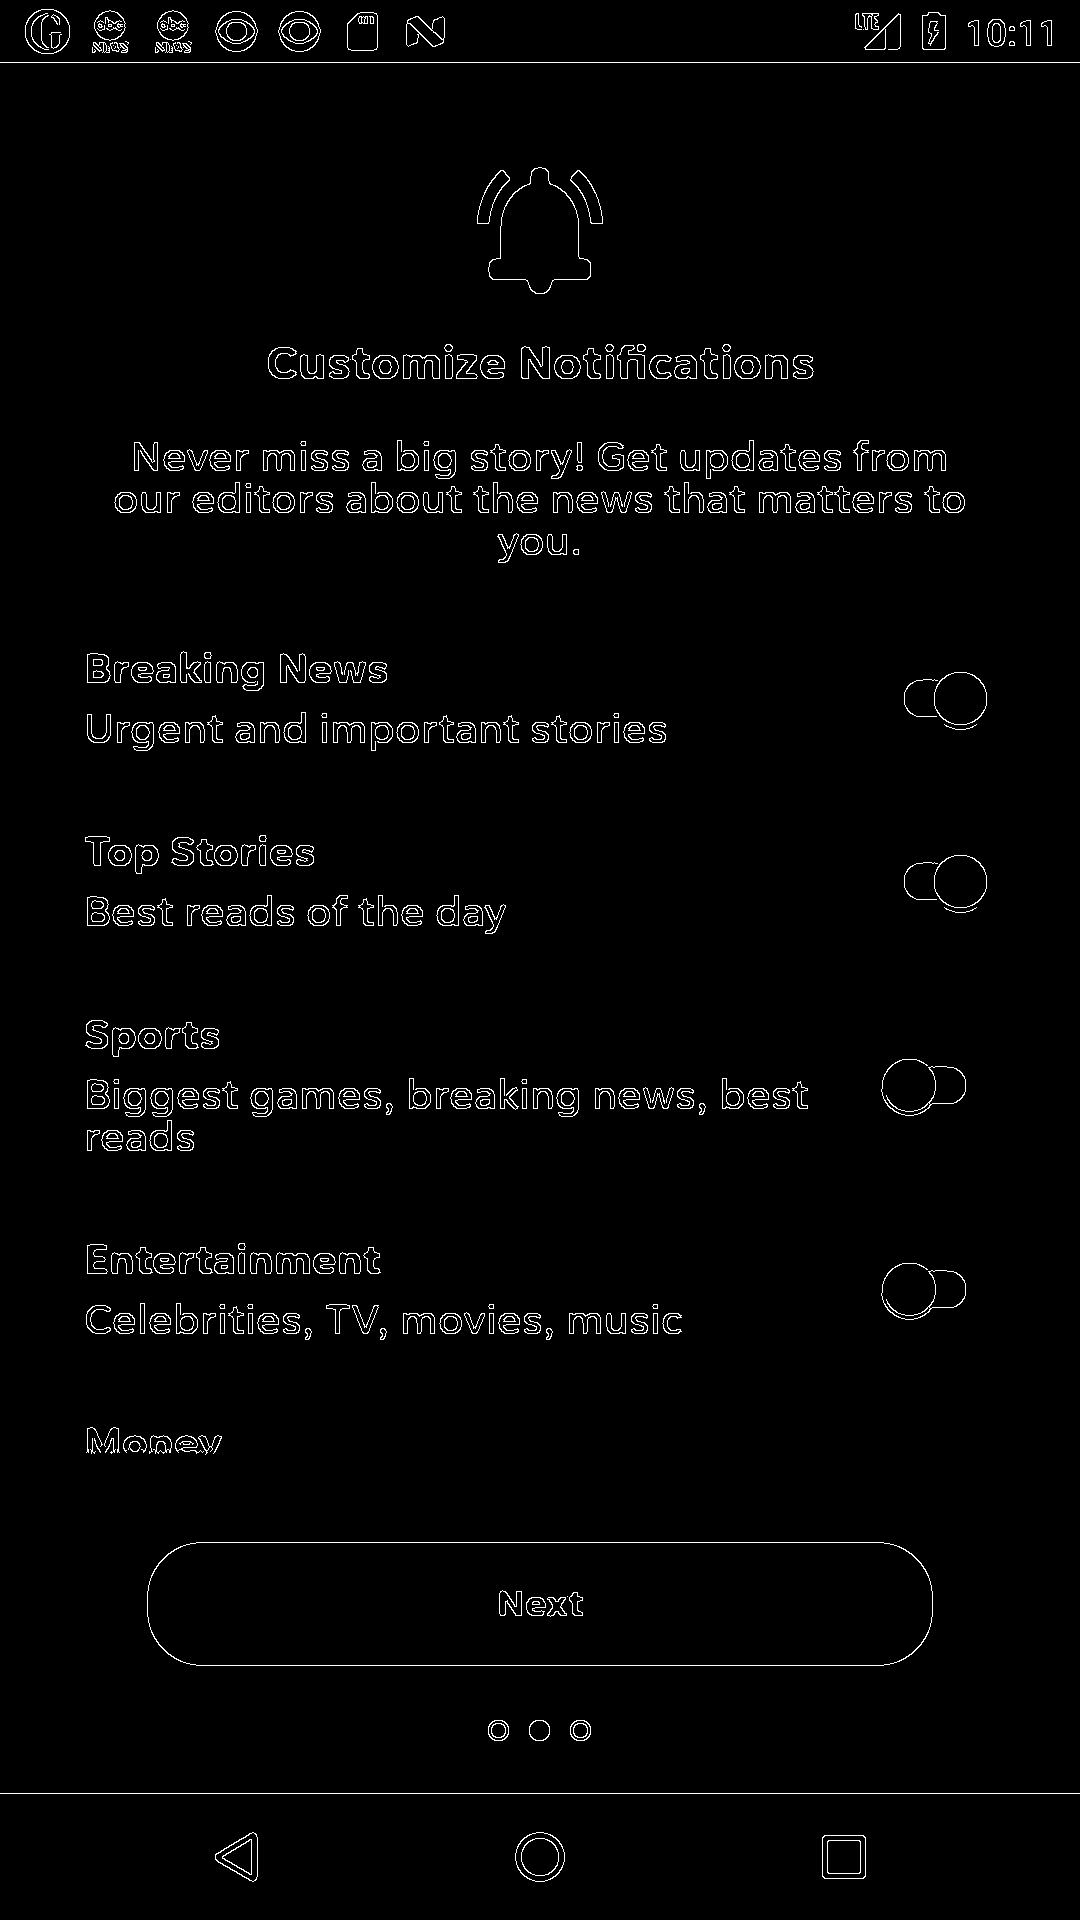 abc
NEWS
abc
NEWS
LTE
10:11
Customize Notifications
Never miss a big story! Get updates from
our editors about the news that matters to
you.
Breaking News
Urgent and important stories
Top Stories
Best reads of the day
Sports
Biggest games, breaking news, best
reads
Entertainment
Celebrities, TV, movies, music
Money
Next